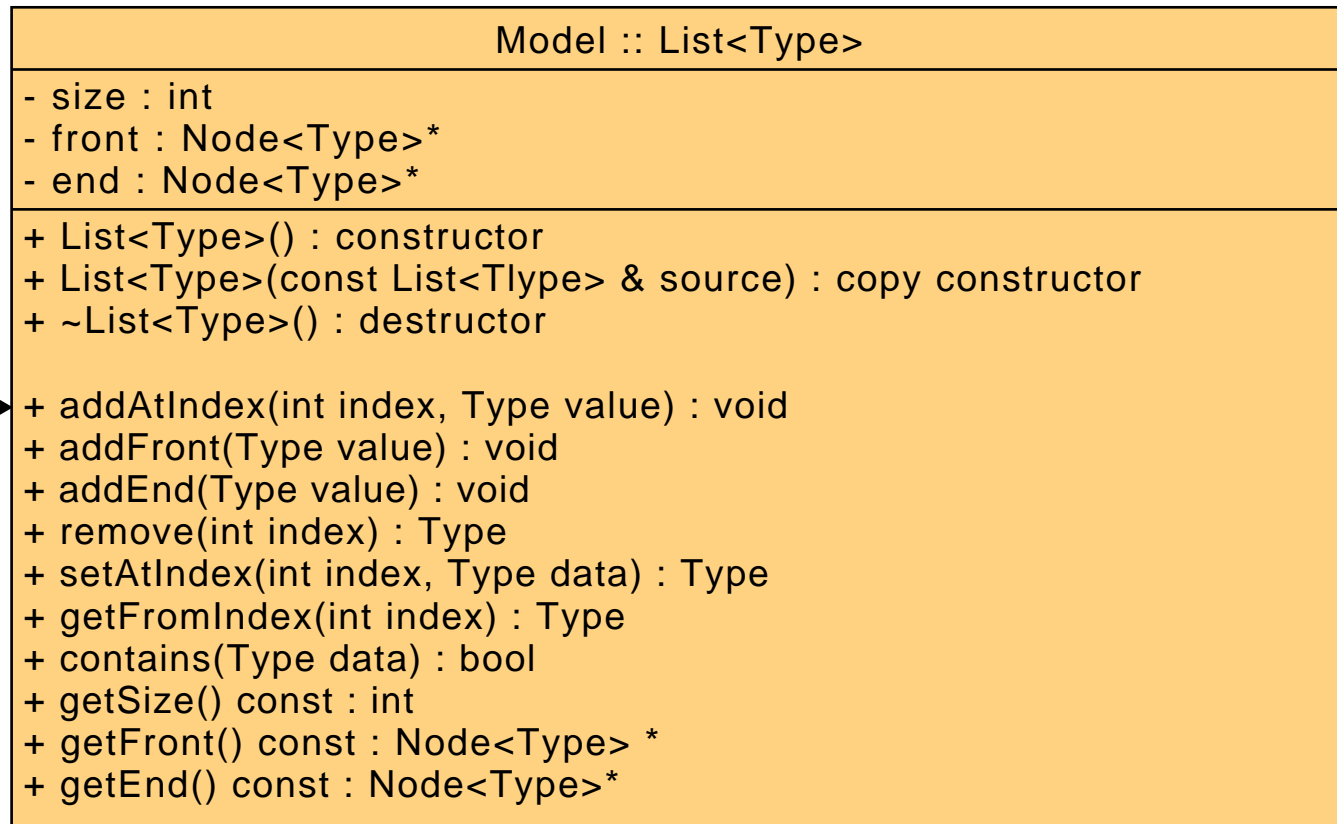 Model :: List<Type>
- size : int
- front : Node<Type>*
- end : Node<Type>*
+ List<Type>() : constructor
+ List<Type>(const List<Tlype> & source) : copy constructor
+ ~List<Type>() : destructor
+ addAtIndex(int index, Type value) : void
+ addFront(Type value) : void
+ addEnd(Type value) : void
+ remove(int index) : Type
+ setAtIndex(int index, Type data) : Type
+ getFromIndex(int index) : Type
+ contains(Type data) : bool
+ getSize() const : int
+ getFront() const : Node<Type> *
+ getEnd() const : Node<Type>*